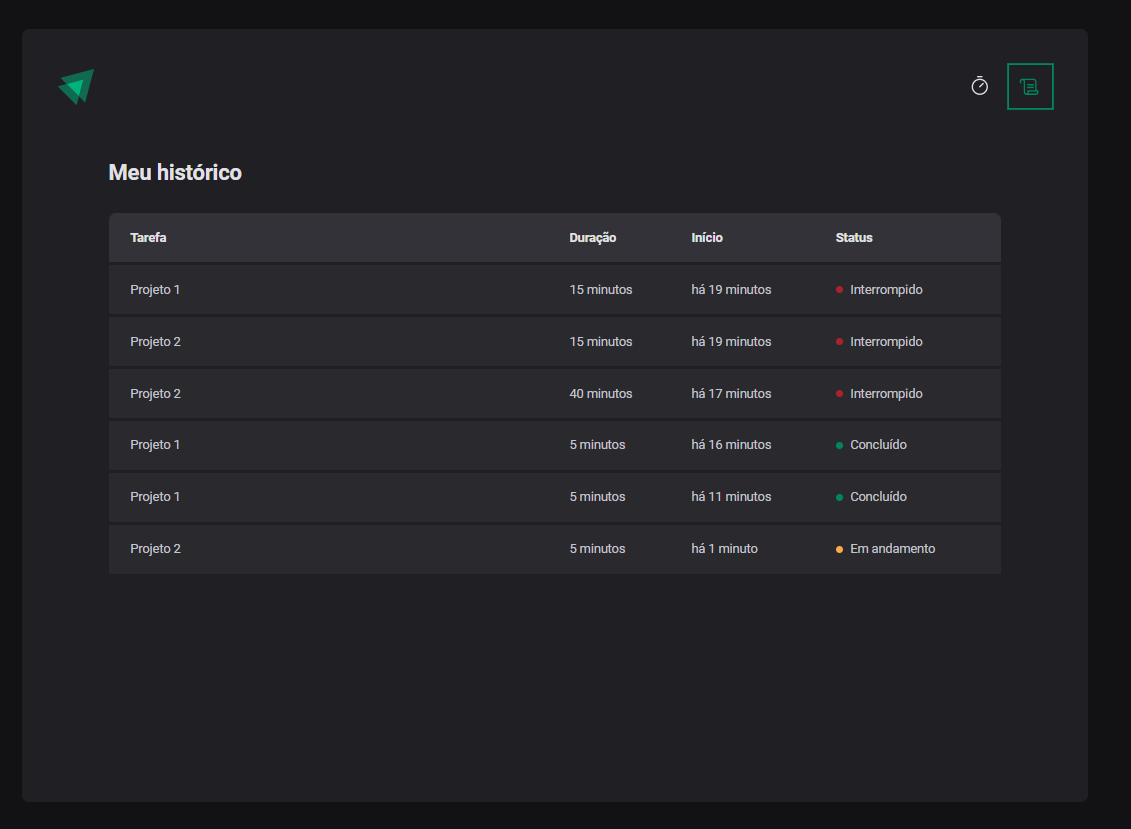 Meu histórico
Tarefa Duração Início Status
Projeto 1 15 minutos há 19 minutos Interrompido
Projeto 2 15 minutos há 19 minutos Interrompido
Projeto 2 40 minutos há 17 minutos Interrompido
Projeto 1 5 minutos há 16 minutos Concluído
Projeto 1 5 minutos há 11 minutos Concluído
Projeto 2 5 minutos há 1 minuto Em andamento